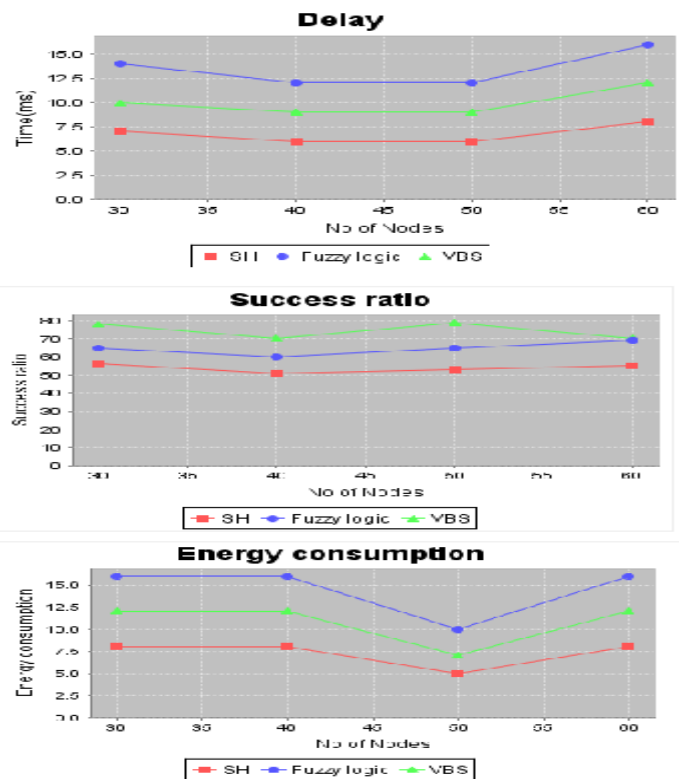 Delay
Time(ms)
15.0
12.5
10.0
7.5
5.0
2.5
0.0
30 35 40 45 50 55 60
No of Nodes
SH Fuzzy logic VBS
Success ratio
Success ratio
80
70
60
50
40
30
20
10
0
30 35 40 45 50 55 60
No of Nodes
SH Fuzzy logic VBS
Energy consumption
Energy consumption
15.0
12.5
10.0
7.5
5.0
2.5
0.0
30 35 40 45 50 55 60
No of Nodes
SH Fuzzy logic VBS